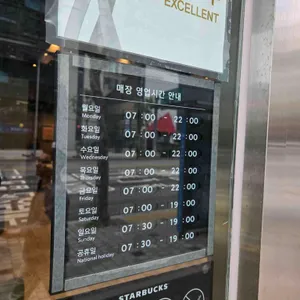 EXCELLENT
매장 영업시간 안내
월요일 07 : 00 - 22 : 00
Monday
화요일 07 : 00 - 22 : 00
Tuesday
수요일 07 : 00 - 22 : 00
Wednesday
목요일 07 : 00 - 22 : 00
Thursday
금요일 07 : 00 - 22 : 00
Friday
토요일 07 : 30 - 19 : 00
Saturday
일요일 07 : 30 - 19 : 00
Sunday
공휴일 07 : 30 - 19 : 00
National holiday
STARBUCKS